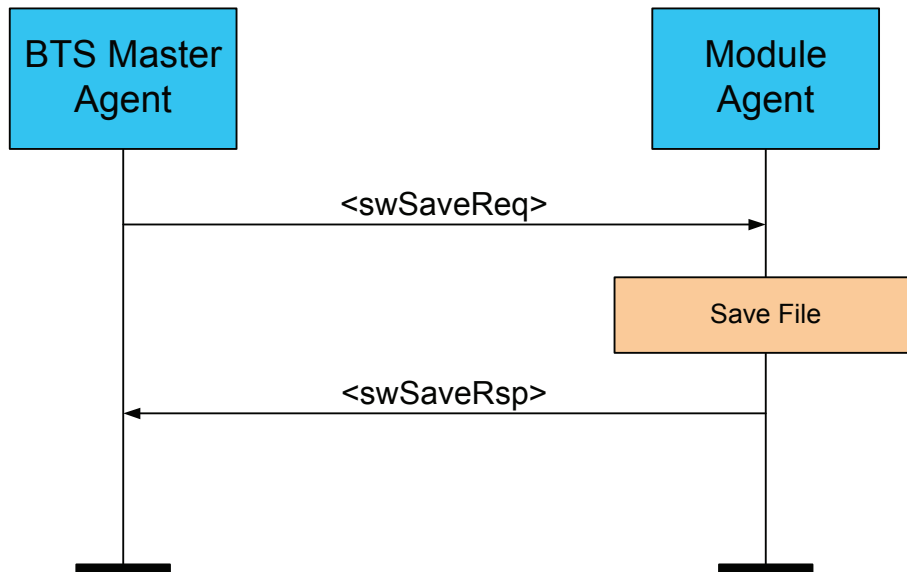 BTS Master
Agent
Module
Agent
<swSaveReq>
Save File
<swSaveRsp>